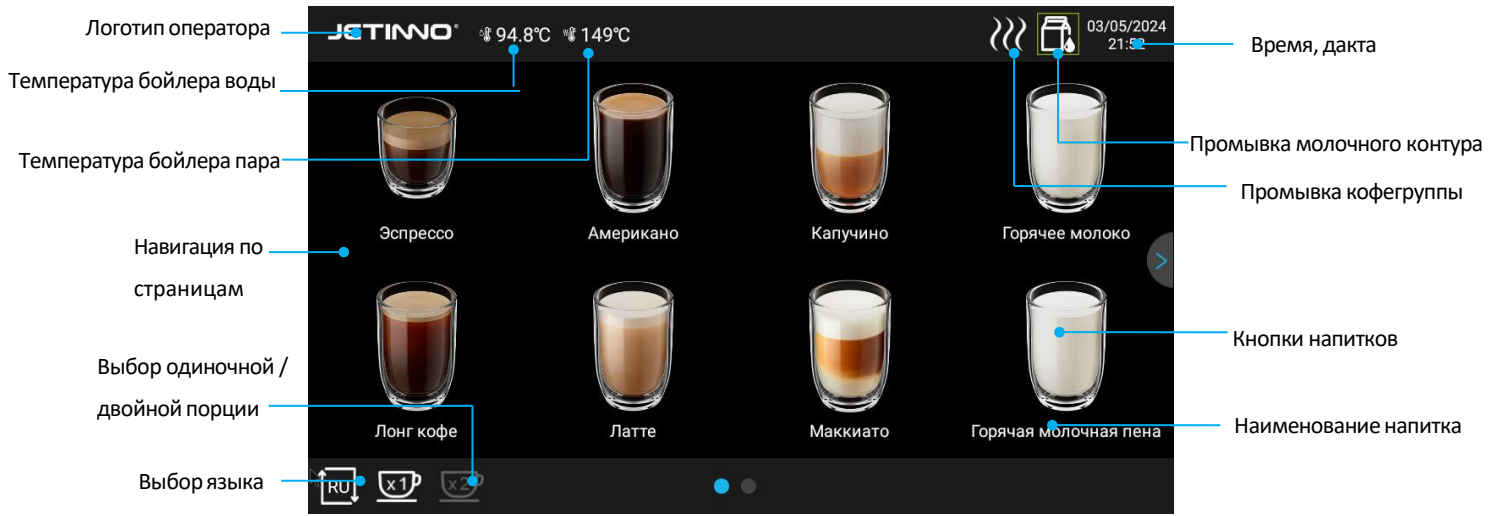 Логотип оператора
JETINNO®
94.8℃
149℃
03/05/2024
21:52
Время, дакта
Температура бойлера воды
Температура бойлера пара
Промывка молочного контура
Промывка кофегруппы
Эспрессо
Американо
Капучино
Горячее молоко
Навигация по
страницам
>
Кнопки напитков
Выбор одиночной /
двойной порции
Лонг кофе
Латте
Маккиато
Горячая молочная пена
Наименование напитка
Выбор языка
RU
x1
x2